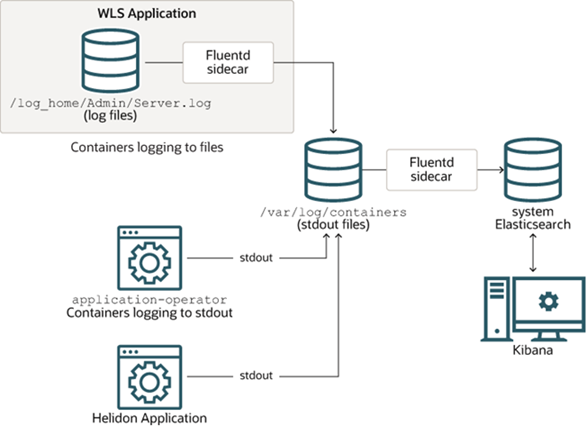 WLS Application
Fluentd
sidecar
/log_home/Admin/Server.log
(log files)
Containers logging to files
Fluentd
sidecar
/var/log/containers
(stdout files)
system
Elasticsearch
stdout
application-operator
Containers logging to stdout
Kibana
stdout
Helidon Application